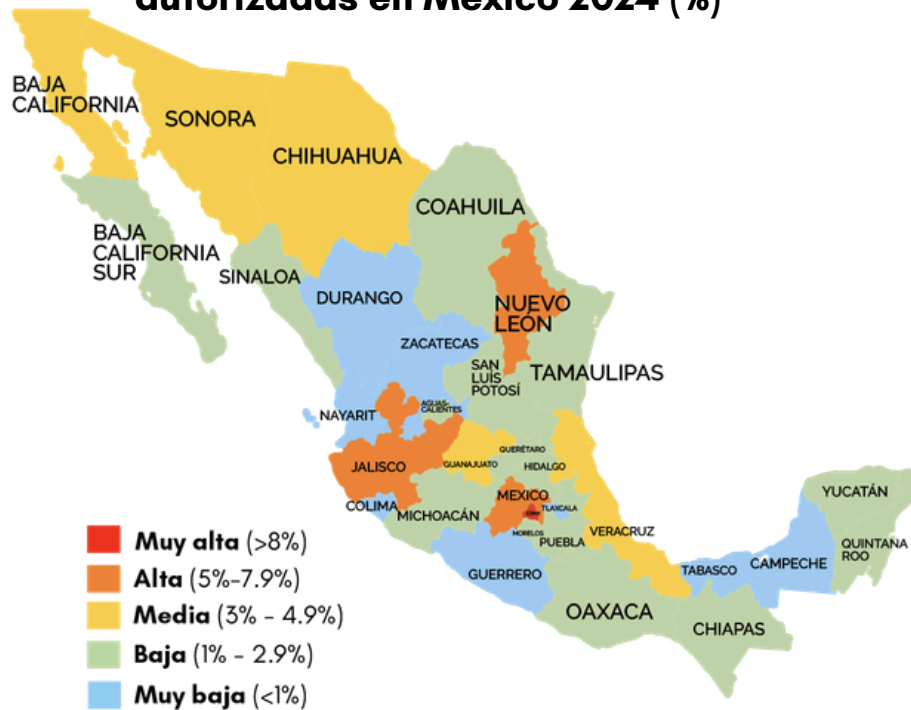 autorizadas en México 2024 (%)
BAJA
CALIFORNIA
SONORA
CHIHUAHUA
COAHUILA
BAJA
CALIFORNIA
SUR
SINALOA
DURANGO
NUEVO
LEÓN
ZACATECAS
SAN
LUÍS
POTOSÍ
TAMAULIPAS
NAYARIT
AGUAS-
CALIENTES
JALISCO
GUANAJUATO
QUERÉTARO
HIDALGO
COLIMA
MICHOACÁN
MEXICO
TLAXCALA
MORELOS
PUEBLA
VERACRUZ
YUCATÁN
QUINTANA
ROO
GUERRERO
TABASCO
CAMPECHE
OAXACA
CHIAPAS
Muy alta (>8%)
Alta (5%-7.9%)
Media (3% - 4.9%)
Baja (1% - 2.9%)
Muy baja (<1%)